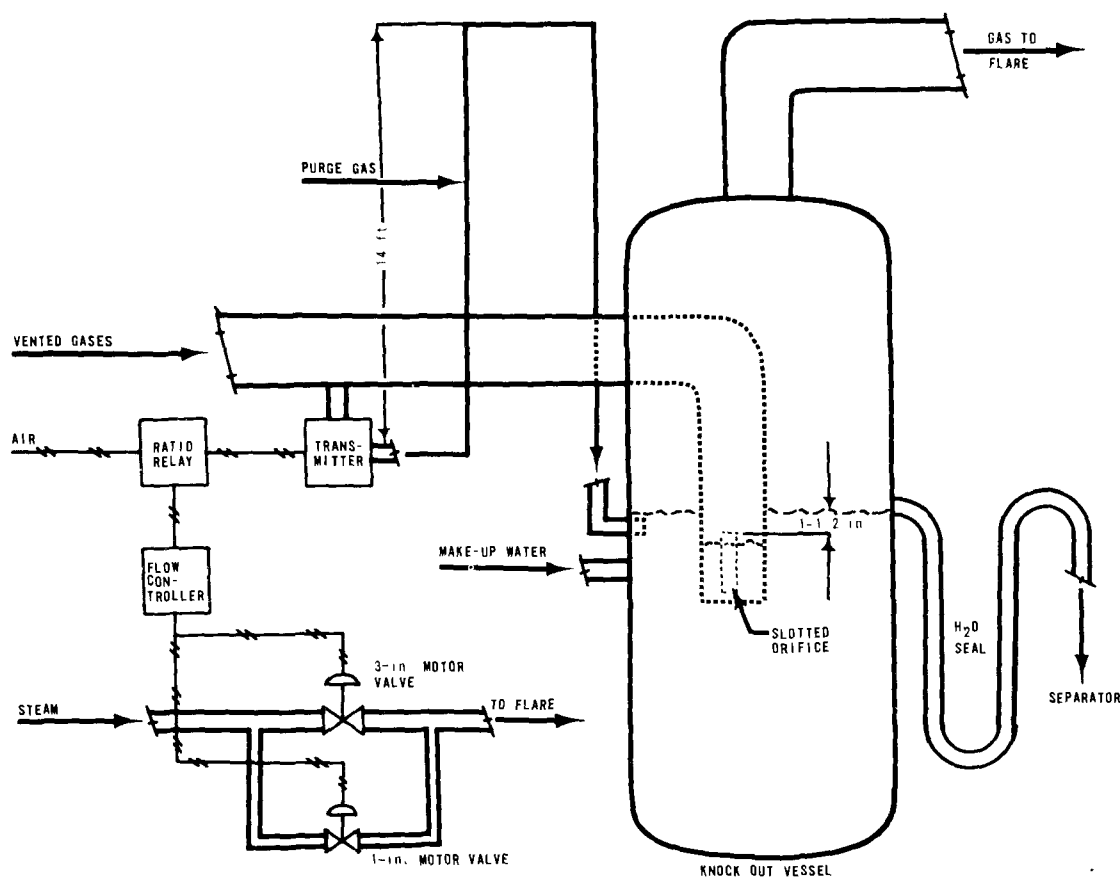 GAS TO
FLARE
PURGE GAS
14 ft
VENTED GASES
AIR
RATIO
RELAY
TRANS-
MITTER
1-1/2 in
MAKE-UP WATER
FLOW
CON-
TROLLER
SLOTTED
ORIFICE
H₂O
SEAL
3-in. MOTOR
VALVE
STEAM
TO FLARE
SEPARATOR
1-in. MOTOR VALVE
KNOCK OUT VESSEL